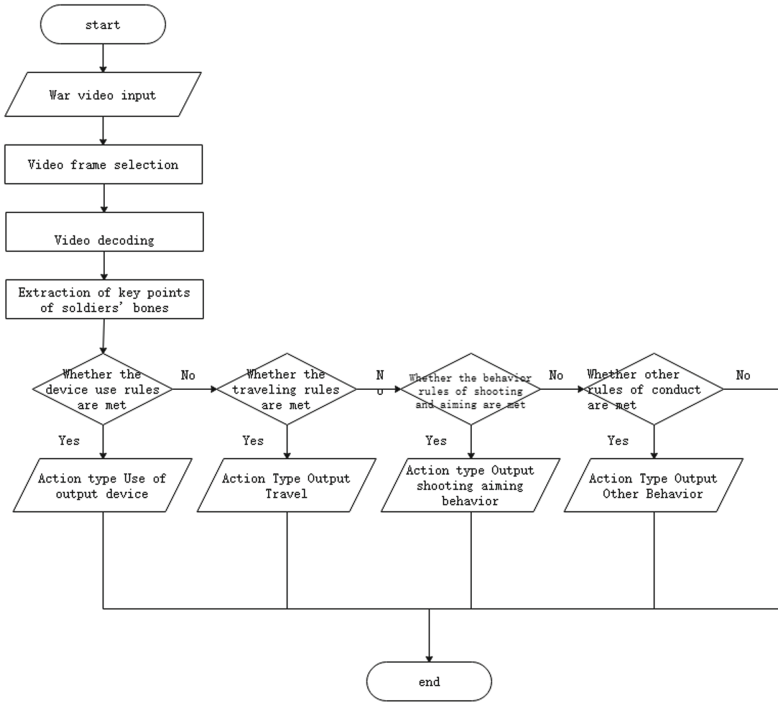 start
War video input
Video frame selection
Video decoding
Extraction of key points
of soldiers' bones
Whether the
device use rules
are met
No
Whether the
traveling rules
are met
N
o
Whether the behavior
rules of shooting
and aiming are met
No
Whether other
rules of conduct
are met
No
Yes
Yes
Yes
Yes
Action type Use of
output device
Action Type Output
Travel
Action type Output
shooting aiming
behavior
Action Type Output
Other Behavior
end